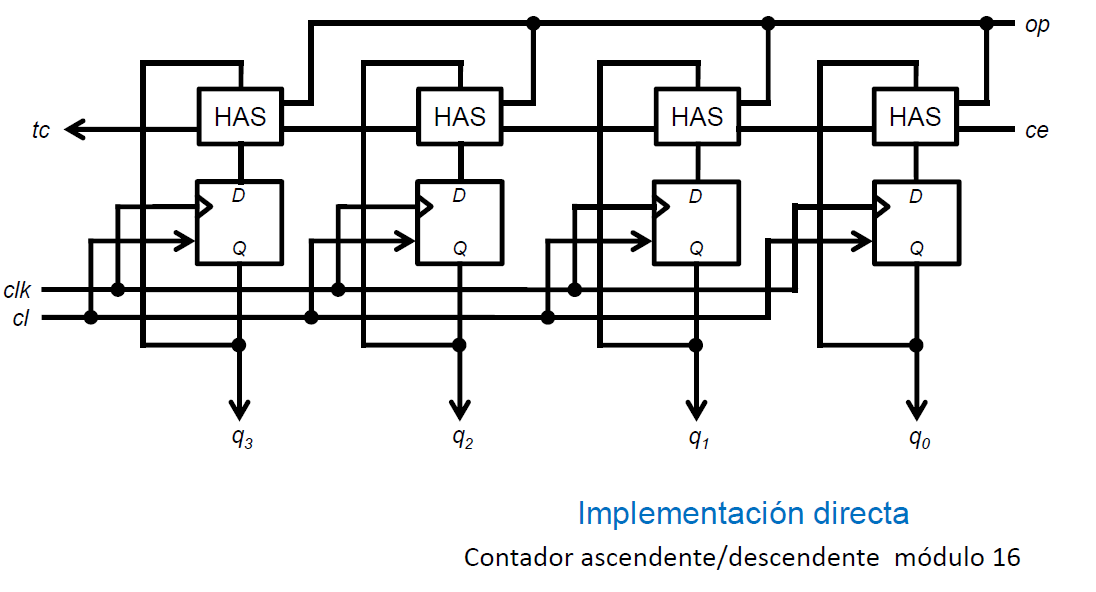 op
HAS HAS HAS HAS
tc ce
D D D D
Q Q Q Q
clk
cl
q3 q2 q1 q0
Implementación directa
Contador ascendente/descendente módulo 16